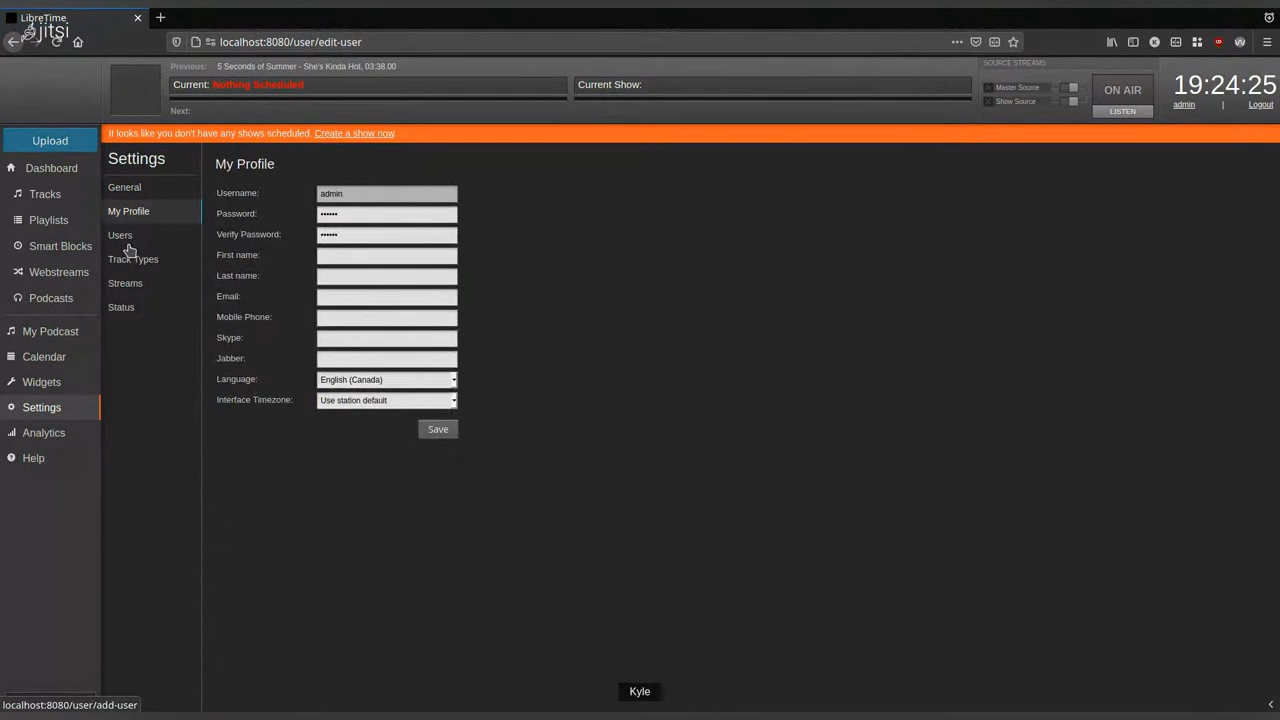 LibreTime
jitsi
localhost:8080/user/edit-user
Previous: 5 Seconds of Summer - She's Kinda Hot, 03:38.00
Current: Nothing Scheduled
Current Show:
Next:
SOURCE STREAMS
Master Source
Show Source
ON AIR
LISTEN
19:24:25
admin | Logout
It looks like you don't have any shows scheduled. Create a show now.
Upload
Dashboard
Tracks
Playlists
Smart Blocks
Webstreams
Podcasts
My Podcast
Calendar
Widgets
Settings
Analytics
Help
Settings
General
My Profile
Users
Track Types
Streams
Status
My Profile
Username: admin
Password: ••••••
Verify Password: ••••••
First name:
Last name:
Email:
Mobile Phone:
Skype:
Jabber:
Language: English (Canada)
Interface Timezone: Use station default
Save
Kyle
localhost:8080/user/add-user